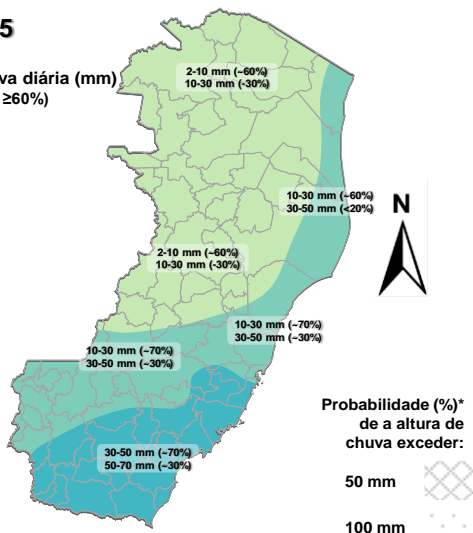 5
va diária (mm)
≥60%)
2-10 mm (~60%)
10-30 mm (-30%)
10-30 mm (~60%)
30-50 mm (<20%)
N
2-10 mm (~60%)
10-30 mm (-30%)
10-30 mm (~70%)
30-50 mm (~30%)
10-30 mm (~70%)
30-50 mm (~30%)
30-50 mm (~70%)
50-70 mm (~30%)
Probabilidade (%)*
de a altura de
chuva exceder:
50 mm
100 mm